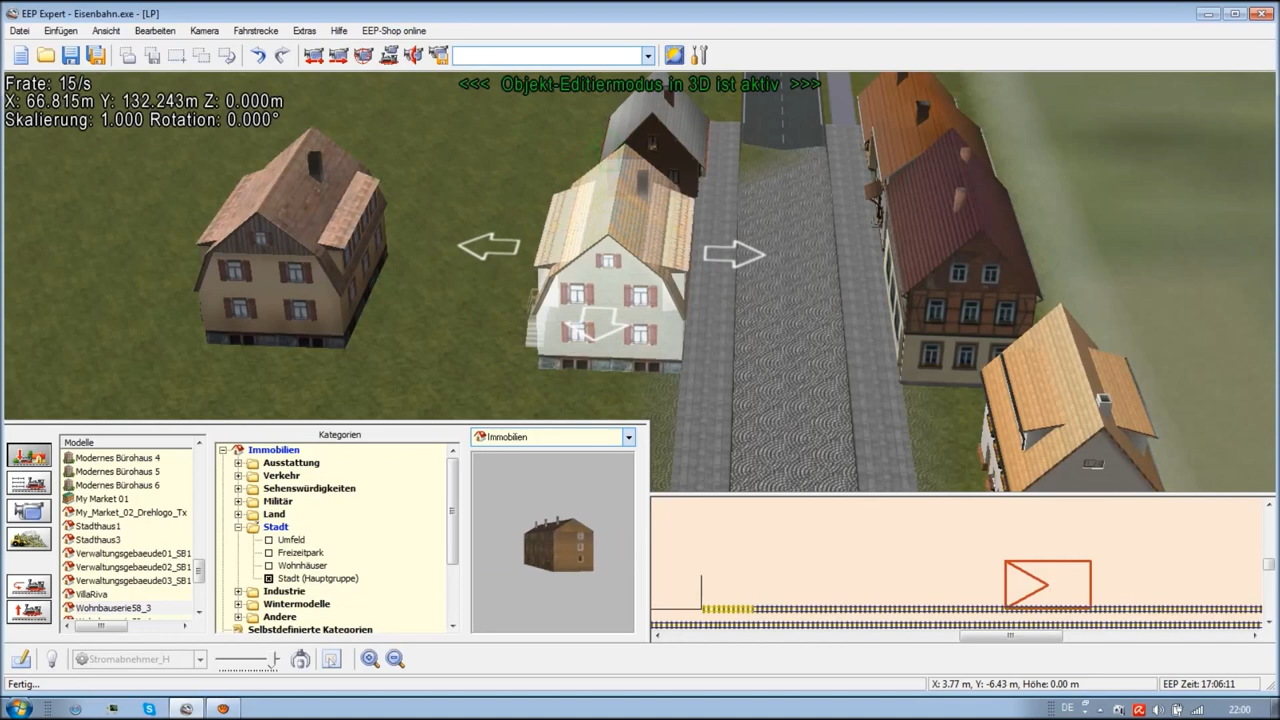 EEP Expert - Eisenbahn.exe - [LP]
Datei Einfügen Ansicht Bearbeiten Kamera Fahrstrecke Extras Hilfe EEP-Shop online
Frate: 15/s
<<< Objekt-Editiermodus in 3D ist aktiv >>>
X: 66.815m Y: 132.243m Z: 0.000m
Skalierung: 1.000 Rotation: 0.000°
Modelle
Modernes Bürohaus 4
Modernes Bürohaus 5
Modernes Bürohaus 6
My Market 01
My_Market_02_Drehlogo_Tx
Stadthaus1
Stadthaus3
Verwaltungsgebaeude01_SB1
Verwaltungsgebaeude02_SB1
Verwaltungsgebaeude03_SB1
VillaRiva
WohnbauserieSB_3
Kategorien
Immobilien
Ausstattung
Verkehr
Sehenswürdigkeiten
Militär
Land
Stadt
Umfeld
Freizeitpark
Wohnhäuser
Stadt (Hauptgruppe)
Industrie
Wintermodelle
Andere
Selbstdefinierte Kategorien
Immobilien
Stromabnehmer_H
Fertig...
X: 3.77 m, Y: -6.43 m, Höhe: 0.00 m
EEP Zeit: 17:06:11
DE
22:00